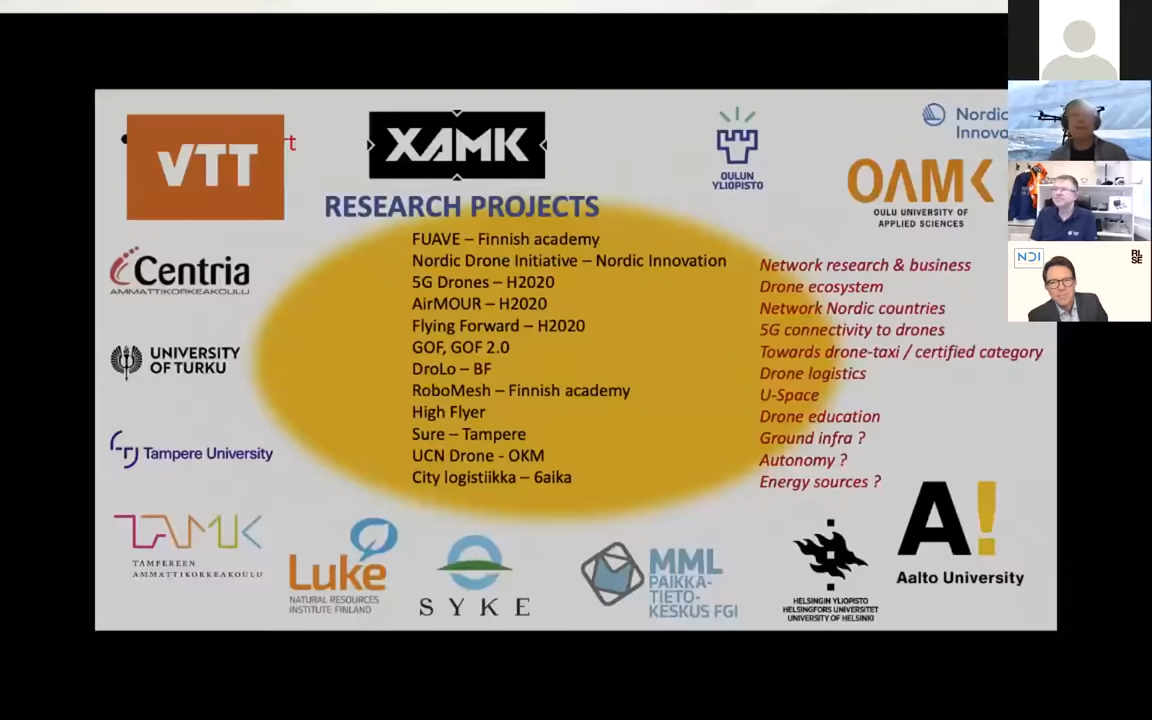 t
VTT
XAMK
OULUN
YLIOPISTO
Nordic
Innova
OAMK
OULU UNIVERSITY OF
APPLIED SCIENCES
RESEARCH PROJECTS
Centria
AMMATTIKORKEAKOULU
UNIVERSITY
OF TURKU
Tampere University
TAMK
TAMPEREEN
AMMATTIKORKEAKOULU
FUAVE – Finnish academy
Nordic Drone Initiative – Nordic Innovation
5G Drones – H2020
AirMOUR – H2020
Flying Forward – H2020
GOF, GOF 2.0
DroLo – BF
RoboMesh – Finnish academy
High Flyer
Sure – Tampere
UCN Drone - OKM
City logistiikka – 6aika
Network research & business
Drone ecosystem
Network Nordic countries
5G connectivity to drones
Towards drone-taxi / certified category
Drone logistics
U-Space
Drone education
Ground infra ?
Autonomy ?
Energy sources ?
Luke
NATURAL RESOURCES
INSTITUTE FINLAND
SYKE
MML
PAIKKA-
TIETO-
KESKUS FGI
HELSINGIN YLIOPISTO
HELSINGFORS UNIVERSITET
UNIVERSITY OF HELSINKI
A!
Aalto University
NDI
RI.
SE